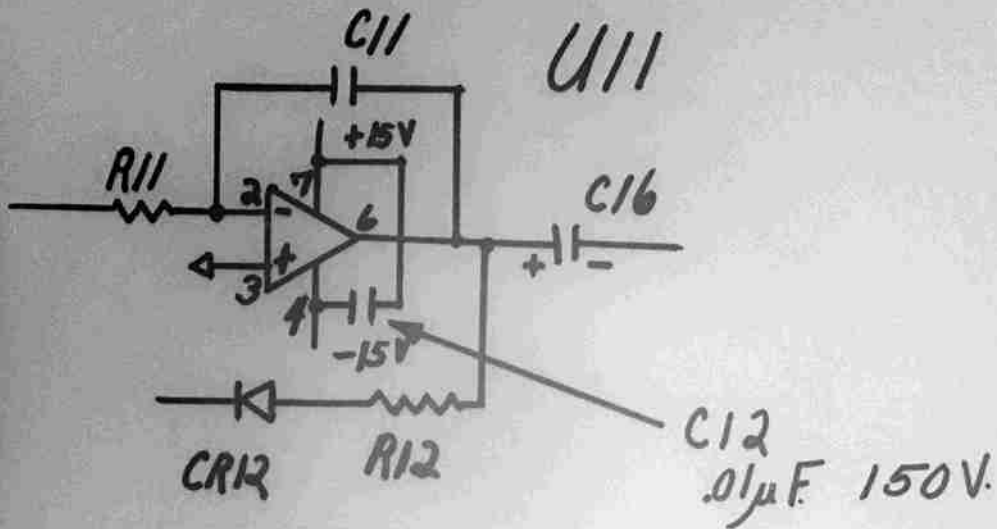 C11
U11
+15V
R11
2
-
7
6
C16
+
3
+ -
4
-15V
C12
.01µF. 150V.
CR12
R12